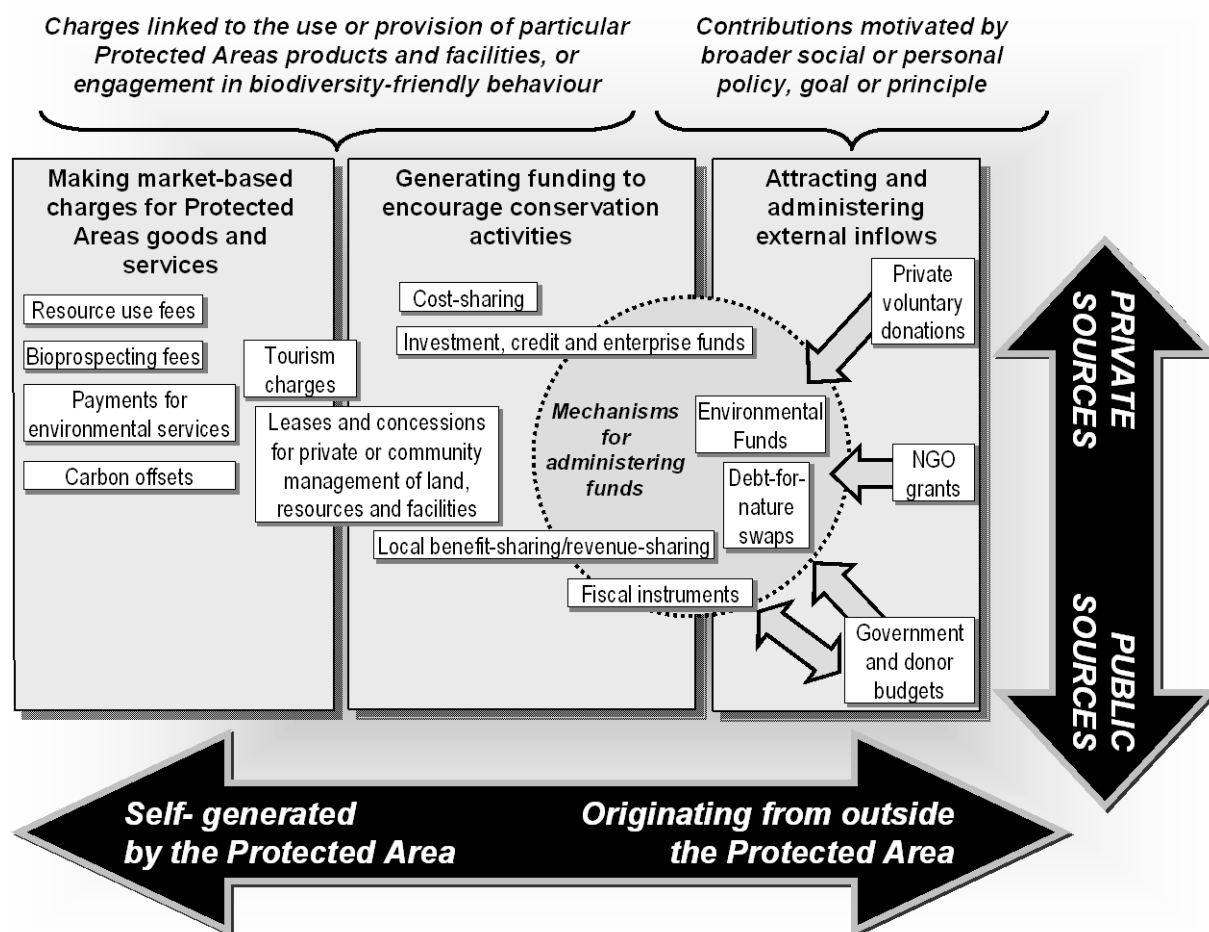 Charges linked to the use or provision of particular
Protected Areas products and facilities, or
engagement in biodiversity-friendly behaviour
Contributions motivated by
broader social or personal
policy, goal or principle
Making market-based
charges for Protected
Areas goods and
services
Resource use fees
Bioprospecting fees
Payments for
environmental services
Carbon offsets
Tourism
charges
Leases and concessions
for private or community
management of land,
resources and facilities
Generating funding to
encourage conservation
activities
Cost-sharing
Investment, credit and enterprise funds
Mechanisms
for
administering
funds
Local benefit-sharing/revenue-sharing
Fiscal instruments
Attracting and
administering
external inflows
Private
voluntary
donations
Environmental
Funds
Debt-for-
nature
swaps
NGO
grants
Government
and donor
budgets
PRIVATE
SOURCES
PUBLIC
SOURCES
Self- generated
by the Protected Area
Originating from outside
the Protected Area